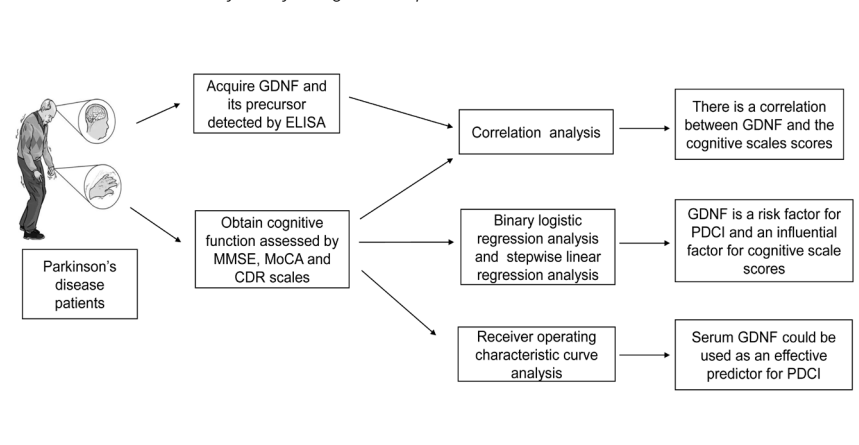 Parkinson's
disease
patients
Acquire GDNF and
its precursor
detected by ELISA
Obtain cognitive
function assessed by
MMSE, MoCA and
CDR scales
Correlation analysis
Binary logistic
regression analysis
and stepwise linear
regression analysis
Receiver operating
characteristic curve
analysis
There is a correlation
between GDNF and the
cognitive scales scores
GDNF is a risk factor for
PDCI and an influential
factor for cognitive scale
scores
Serum GDNF could be
used as an effective
predictor for PDCI